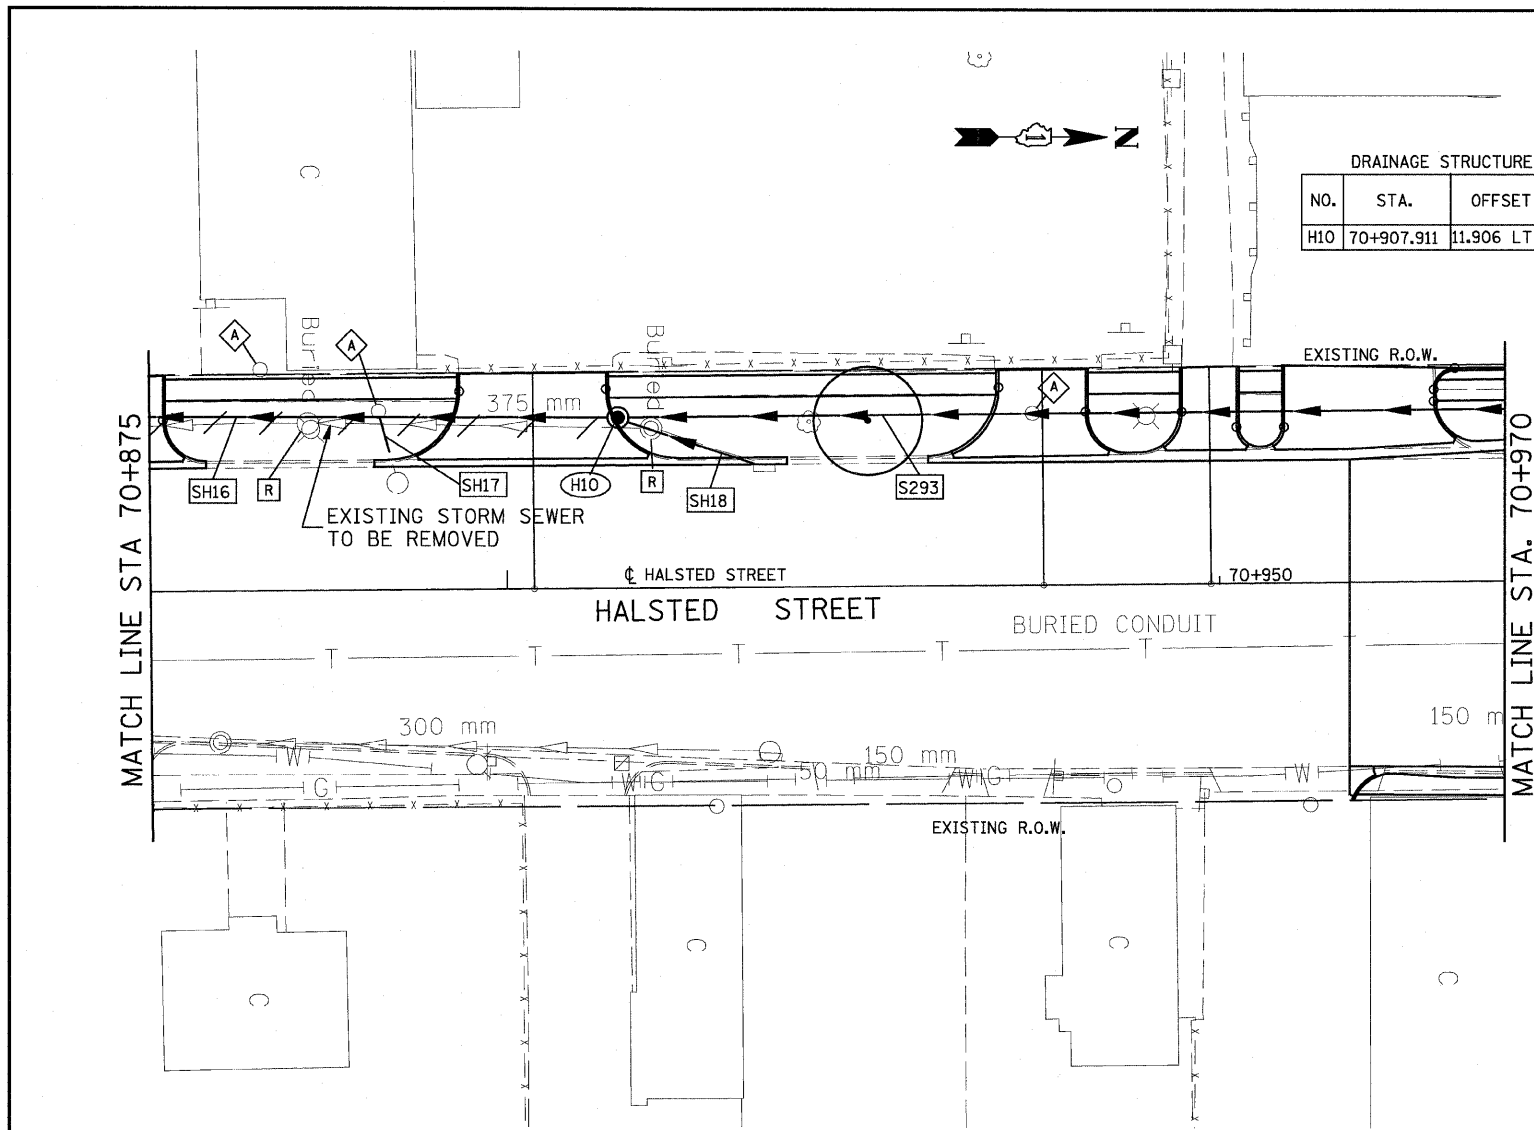 C
N
DRAINAGE STRUCTURE
NO. STA. OFFSET
H10 70+907.911 11.906 LT
Buried
Buried
A
A
A
EXISTING R.O.W.
375 mm
SH16
R
SH17
H10
R
SH18
S293
EXISTING STORM SEWER
TO BE REMOVED
MATCH LINE STA 70+875
MATCH LINE STA. 70+970
℄ HALSTED STREET
70+950
HALSTED STREET
BURIED CONDUIT
T T T T T
300 mm
150 mm
150 m
50 mm
W
W
G
W
G
W
G
EXISTING R.O.W.
C
C
C
C